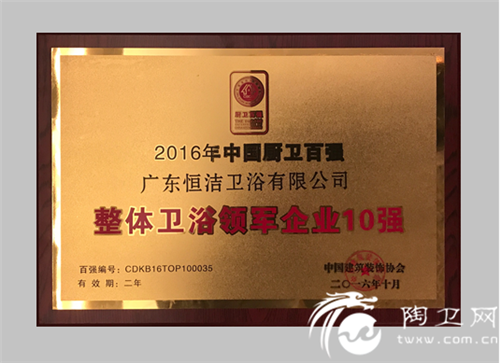 2016年中国厨卫百强
广东恒洁卫浴有限公司
整体卫浴领军企业10强
百强编号：CDKB16TOP100035
有效期：二年
中国建筑装饰协会
二〇一六年十月
陶卫网
twxw.com.cn